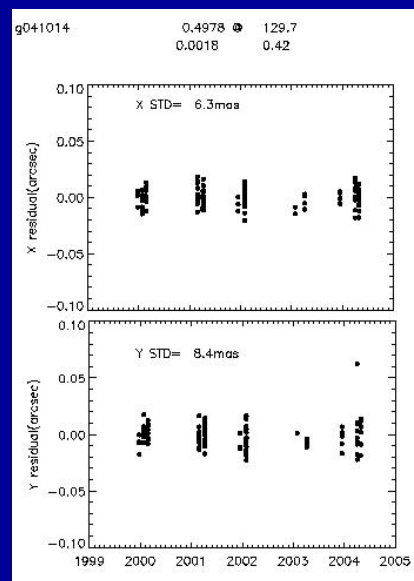 g041014 0.4978 @ 129.7
0.0018 0.42
0.10
X STD= 6.3mas
0.05
0.00
-0.05
-0.10
X residual(arcsec)
0.10
Y STD= 8.4mas
0.05
0.00
-0.05
-0.10
Y residual(arcsec)
1999 2000 2001 2002 2003 2004 2005